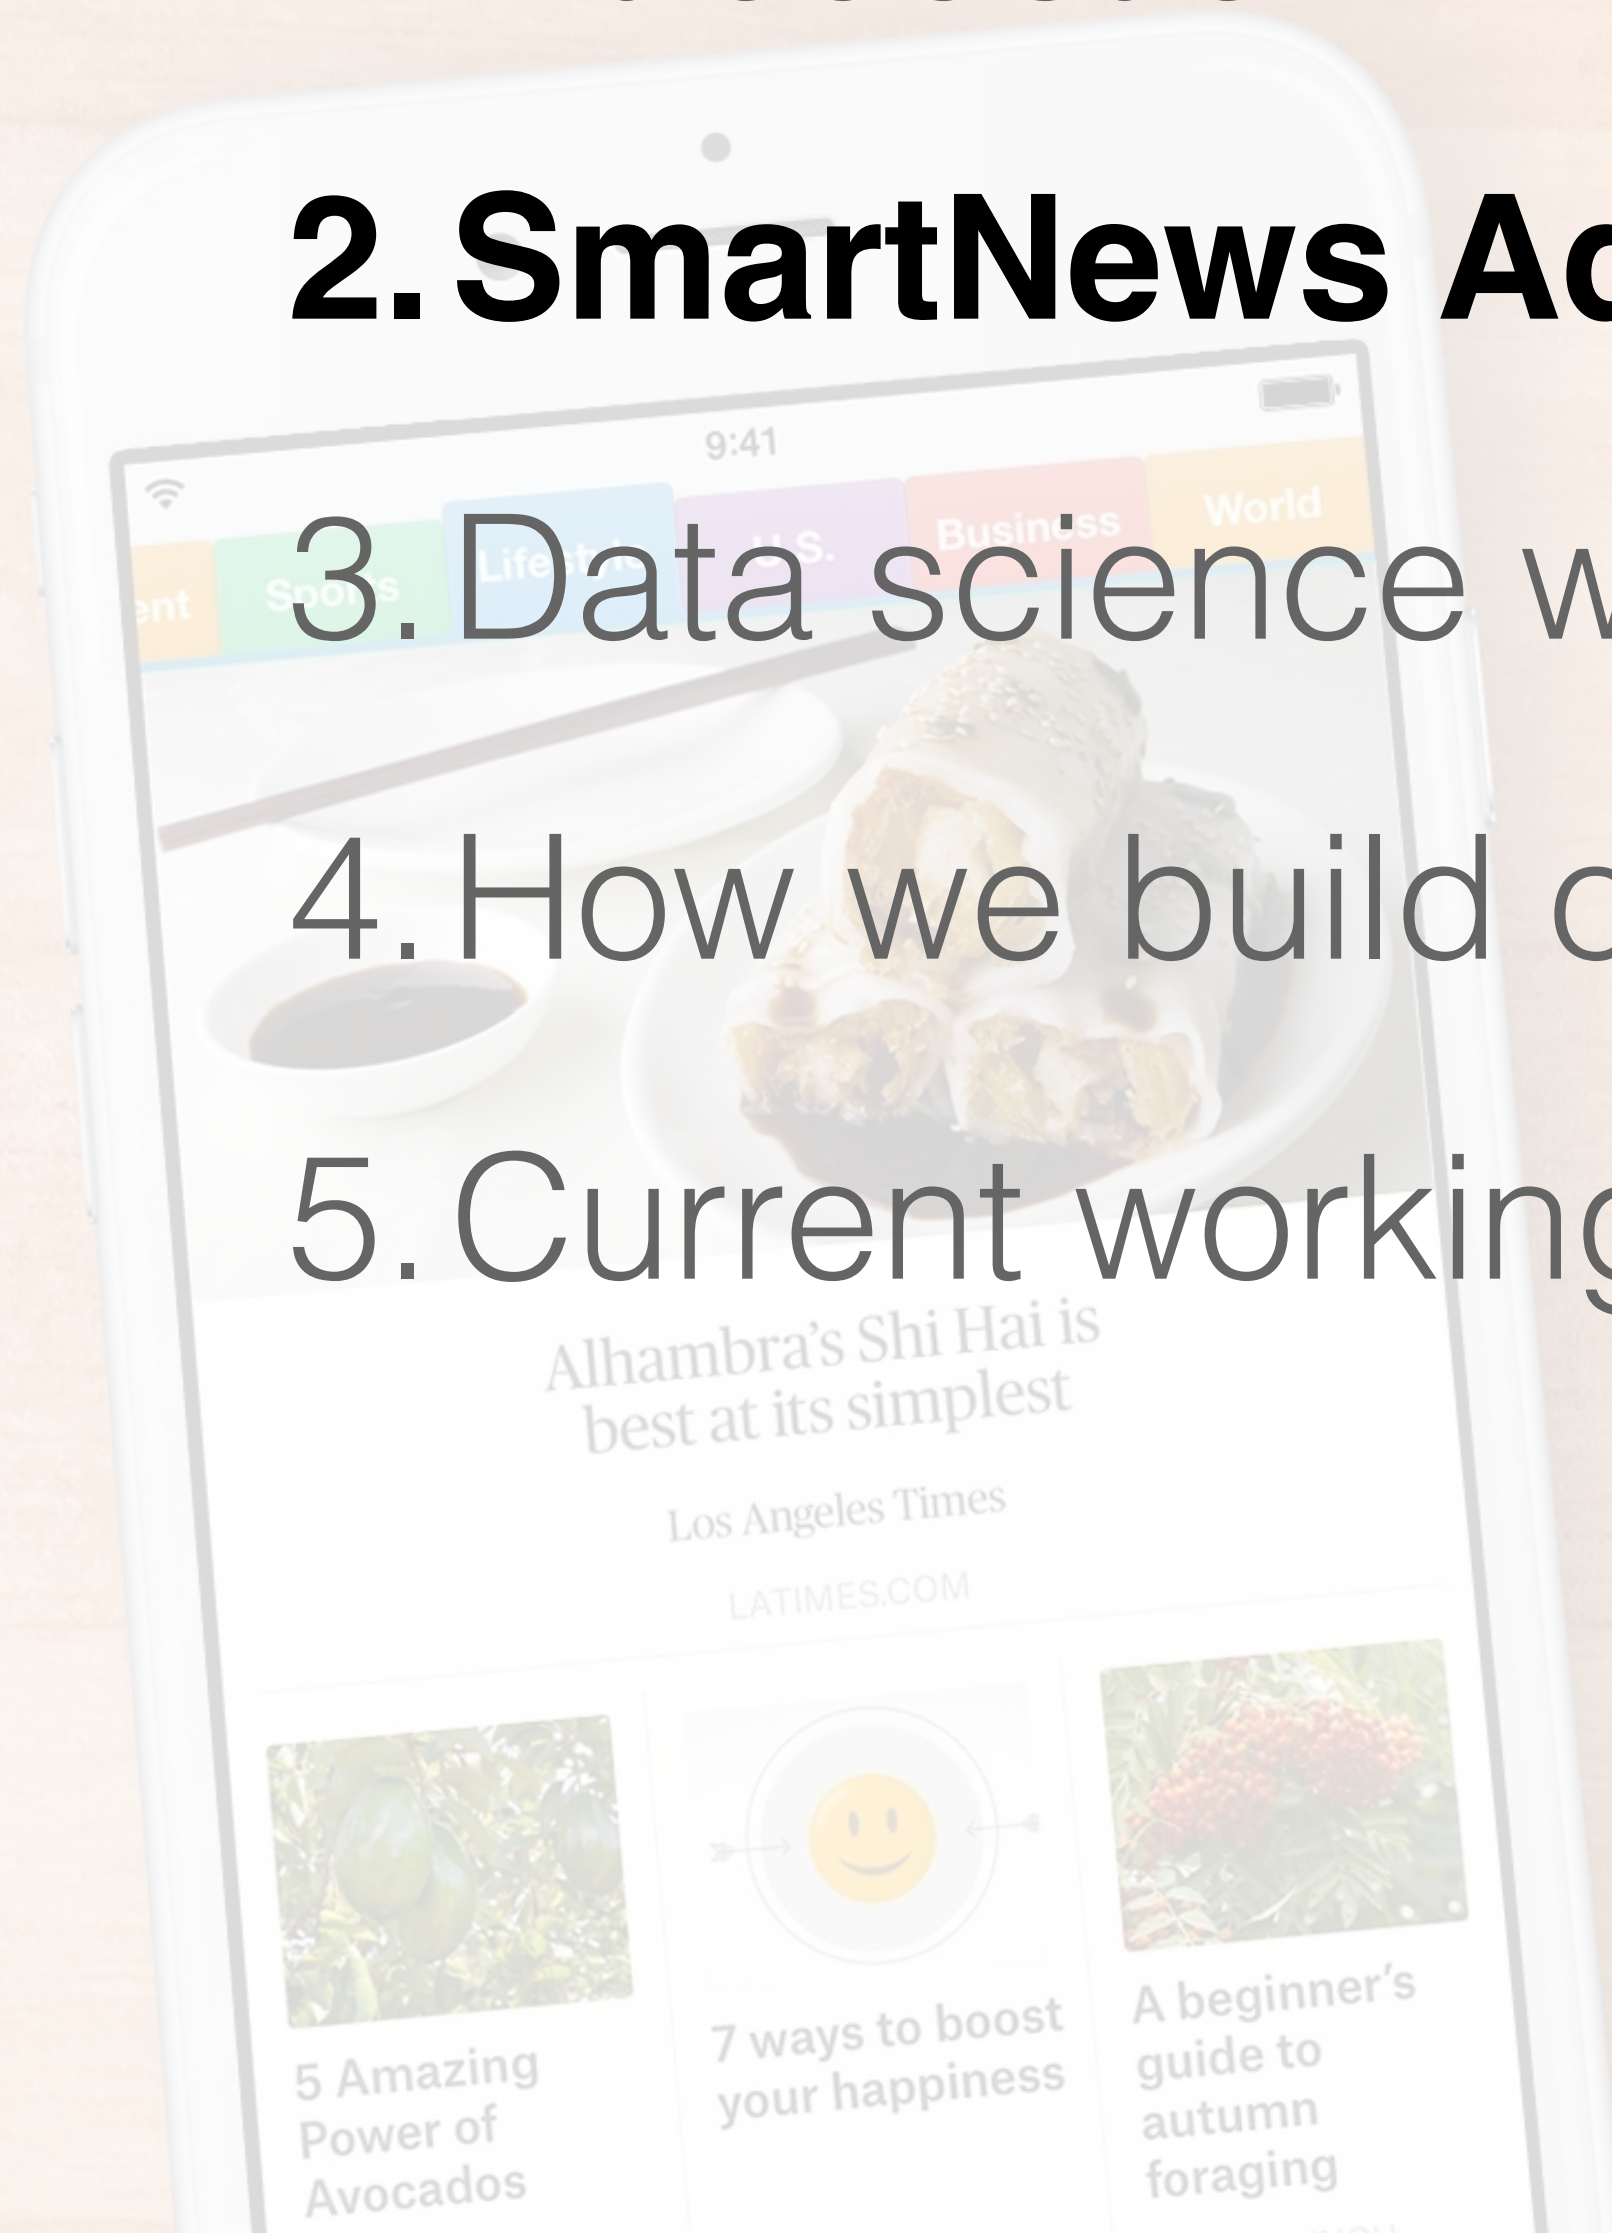 2. SmartNews Ad
9:41
ent Sports Lifestyle U.S. Business World
3. Data science w
4. How we build
5. Current working
Alhambra's Shi Hai is
best at its simplest
Los Angeles Times
LATIMES.COM
5 Amazing
Power of
Avocados
7 ways to boost
your happiness
A beginner's
guide to
autumn
foraging